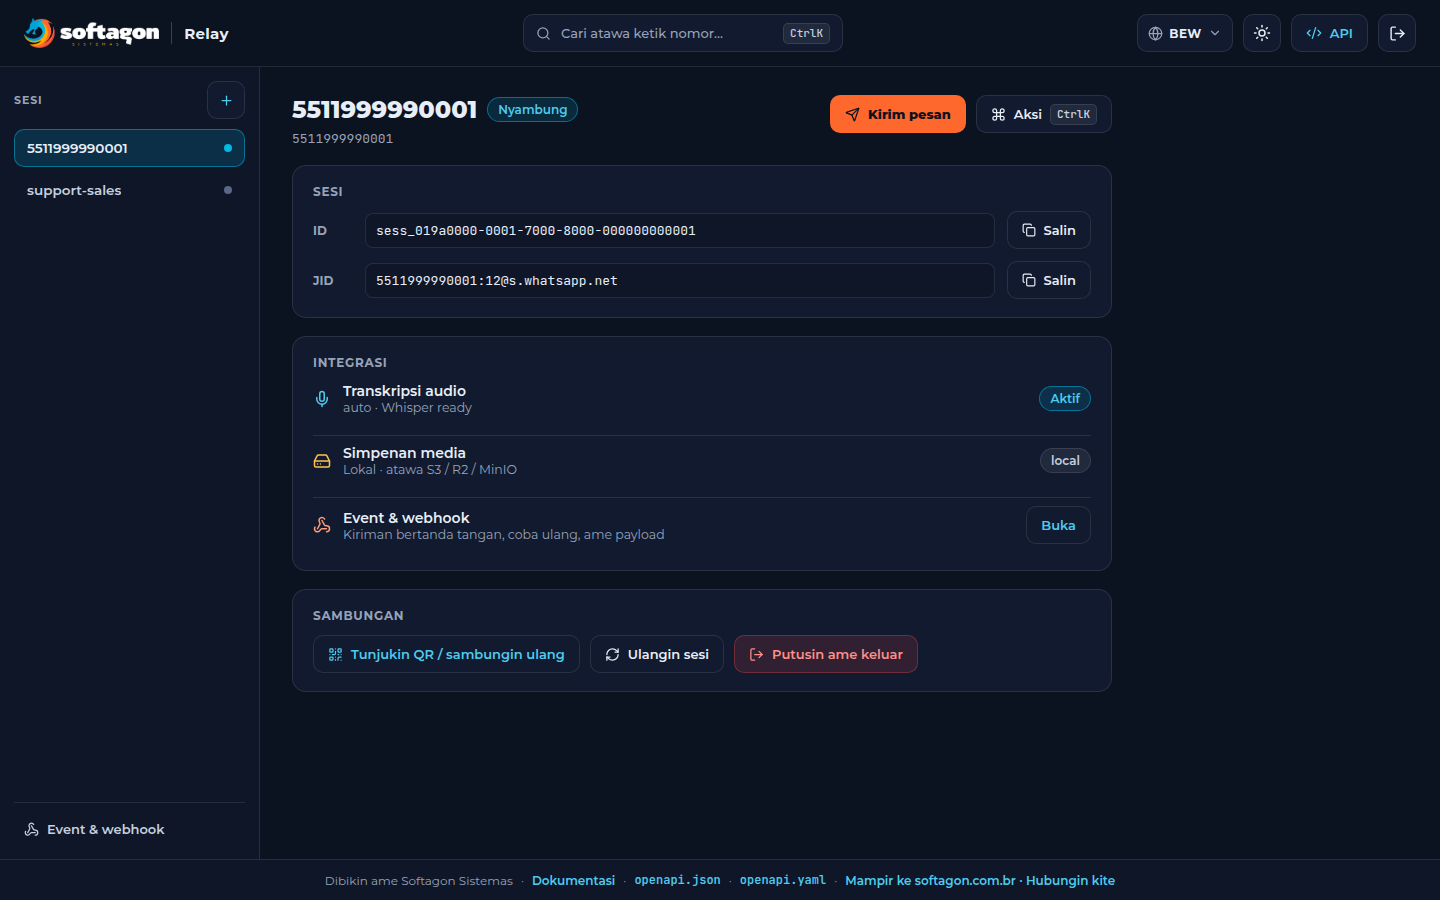 softagon
SISTEMAS
Relay
Cari atawa ketik nomor...
CtrlK
BEW
API
SESI
5511999990001
support-sales
Event & webhook
5511999990001
Nyambung
5511999990001
Kirim pesan
Aksi
CtrlK
SESI
ID
sess_019a0000-0001-7000-8000-000000000001
Salin
JID
5511999990001:12@s.whatsapp.net
Salin
INTEGRASI
Transkripsi audio
auto · Whisper ready
Aktif
Simpenan media
Lokal · atawa S3 / R2 / MinIO
local
Event & webhook
Kiriman bertanda tangan, coba ulang, ame payload
Buka
SAMBUNGAN
Tunjukin QR / sambungin ulang
Ulangin sesi
Putusin ame keluar
Dibikin ame Softagon Sistemas · Dokumentasi · openapi.json · openapi.yaml · Mampir ke softagon.com.br · Hubungin kite